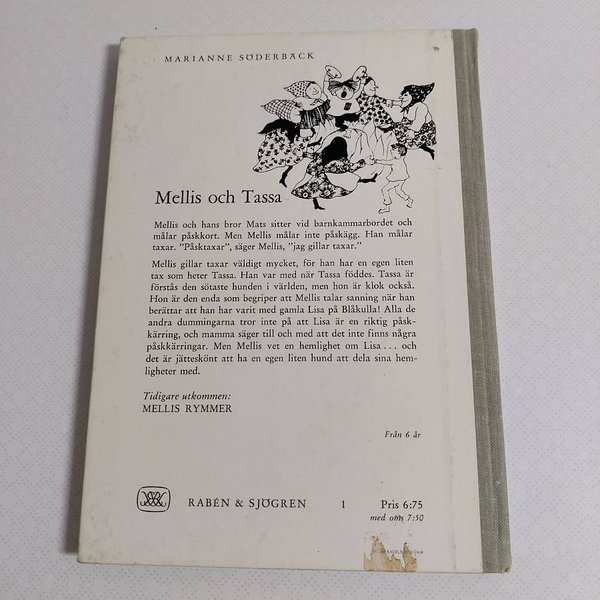 MARIANNE SÖDERBÄCK
Mellis och Tassa
Mellis och hans bror Mats sitter vid barnkammarbordet och
målar påskkort. Men Mellis målar inte påskägg. Han målar
taxar. "Påsktaxar", säger Mellis, "jag gillar taxar."
Mellis gillar taxar väldigt mycket, för han har en egen liten
tax som heter Tassa. Han var med när Tassa föddes. Tassa är
förstås den sötaste hunden i världen, men hon är klok också.
Hon är den enda som begriper att Mellis talar sanning när han
berättar att han har varit med gamla Lisa på Blåkulla! Alla de
andra dummingarna tror inte på att Lisa är en riktig påsk-
kärring, och mamma säger till och med att det inte finns några
påskkärringar. Men Mellis vet en hemlighet om Lisa... och
det är jätteskönt att ha en egen liten hund att dela sina hem-
ligheter med.
Tidigare utkommen:
MELLIS RYMMER
Från 6 år
RABÉN & SJÖGREN 1 Pris 6:75
med oms 7:50